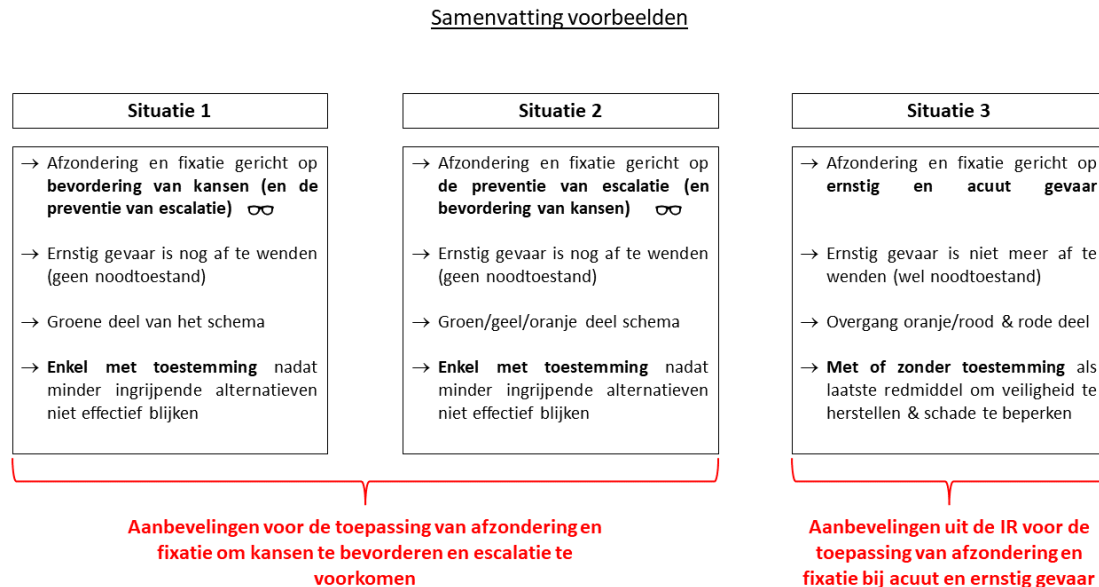 Samenvatting voorbeelden
Situatie 1
→ Afzondering en fixatie gericht op
bevordering van kansen (en de
preventie van escalatie)
→ Ernstig gevaar is nog af te wenden
(geen noodtoestand)
→ Groene deel van het schema
→ Enkel met toestemming nadat
minder ingrijpende alternatieven
niet effectief blijken
Situatie 2
→ Afzondering en fixatie gericht op
de preventie van escalatie (en
bevordering van kansen)
→ Ernstig gevaar is nog af te wenden
(geen noodtoestand)
→ Groen/geel/oranje deel schema
→ Enkel met toestemming nadat
minder ingrijpende alternatieven
niet effectief blijken
Situatie 3
→ Afzondering en fixatie gericht op
ernstig en acuut gevaar
→ Ernstig gevaar is niet meer af te
wenden (wel noodtoestand)
→ Overgang oranje/rood & rode deel
→ Met of zonder toestemming als
laatste redmiddel om veiligheid te
herstellen & schade te beperken
Aanbevelingen voor de toepassing van afzondering en
fixatie om kansen te bevorderen en escalatie te
voorkomen
Aanbevelingen uit de IR voor de
toepassing van afzondering en
fixatie bij acuut en ernstig gevaar